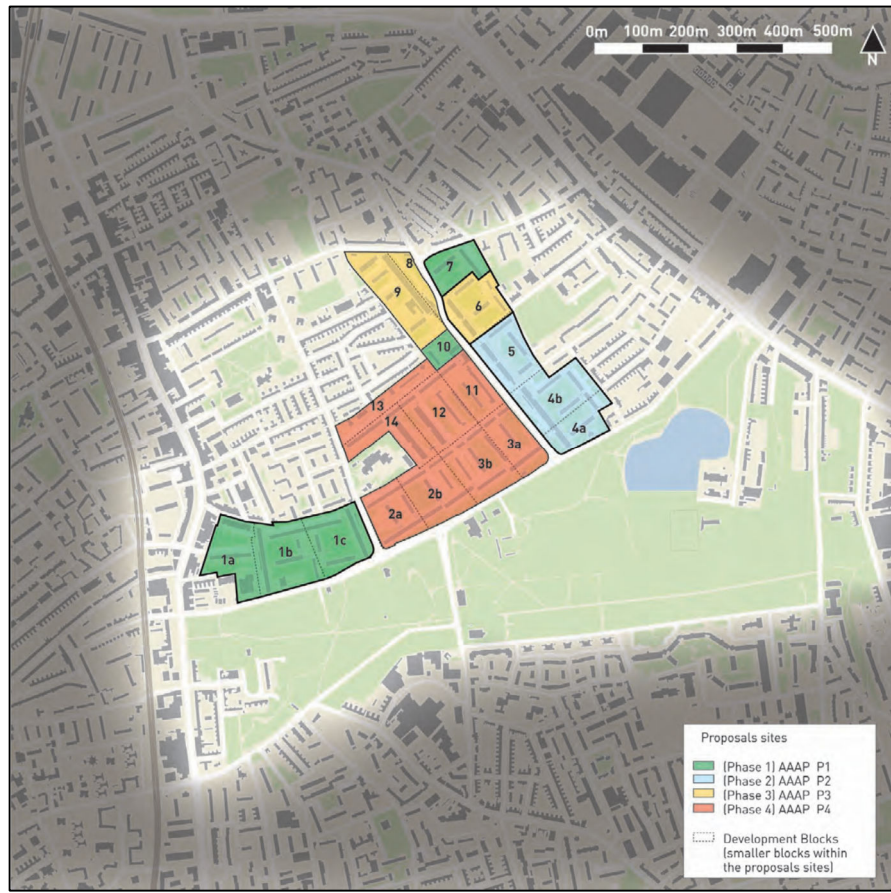 0m 100m 200m 300m 400m 500m
N
8
7
9
6
10
5
11
13
4b
14
12
4a
3a
3b
2b
2a
1c
1b
1a
Proposals sites
(Phase 1) AAAP P1
(Phase 2) AAAP P2
(Phase 3) AAAP P3
(Phase 4) AAAP P4
Development Blocks
(smaller blocks within
the proposals sites)